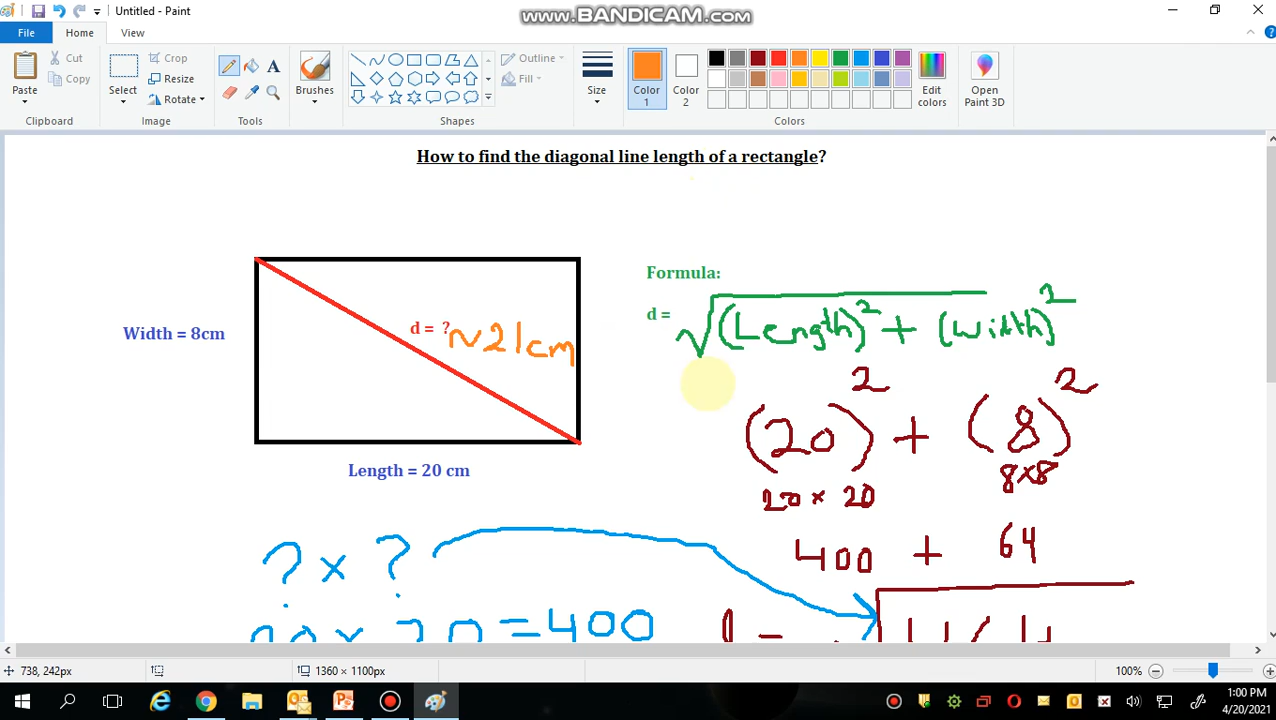 Untitled - Paint
www.BANDICAM.com
File
Home
View
Paste
Cut
Copy
Clipboard
Select
Crop
Resize
Rotate
Image
A
Tools
Brushes
Outline
Fill
Shapes
Size
Color
1
Color
2
Edit
colors
Open
Paint 3D
Colors
How to find the diagonal line length of a rectangle?
Width = 8cm
d = ?
~21cm
Length = 20 cm
Formula:
d = √(Length)² + (Width)²
(20)² + (8)²
20 × 20
8×8
400 + 64
? × ?
20 × 20 = 400
738, 242px
1360 × 1100px
100%
1:00 PM
4/20/2021